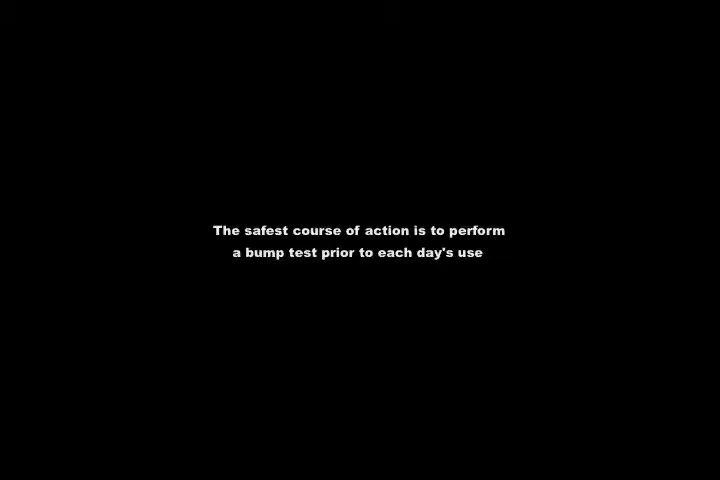 The safest course of action is to perform
a bump test prior to each day's use